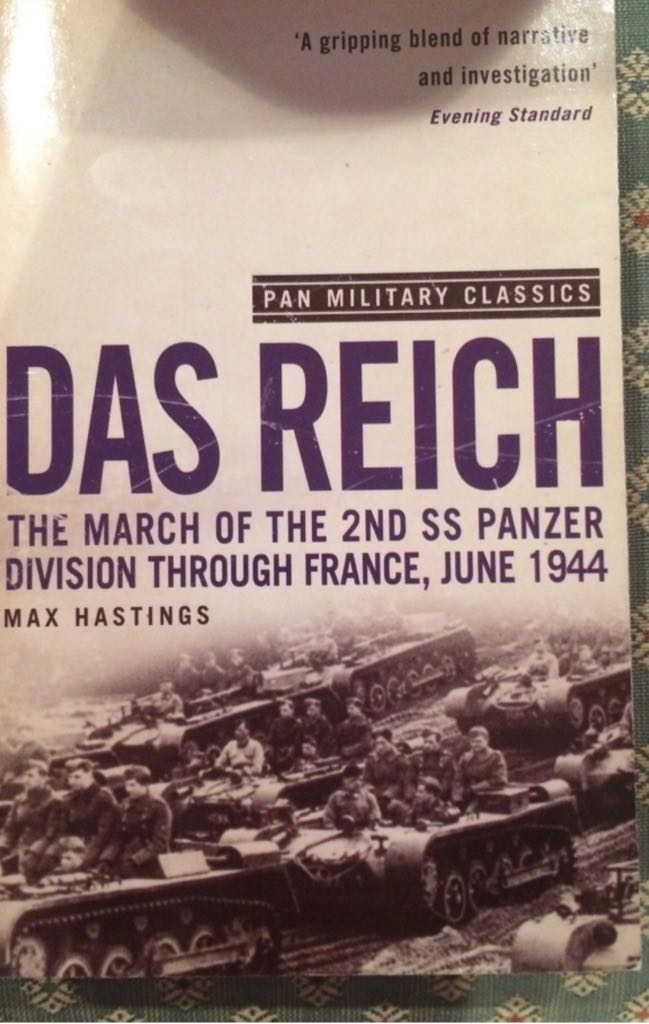 'A gripping blend of narrative
and investigation'
Evening Standard
PAN MILITARY CLASSICS
DAS REICH
THE MARCH OF THE 2ND SS PANZER
DIVISION THROUGH FRANCE, JUNE 1944
MAX HASTINGS